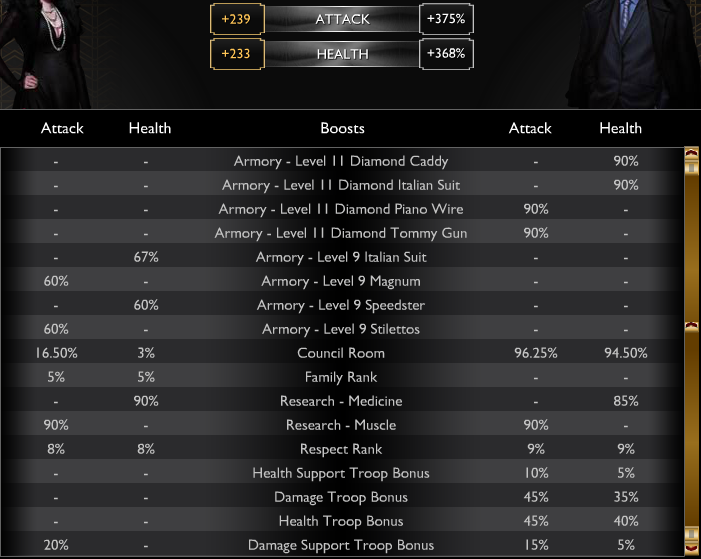 +239 ATTACK +375%
+233 HEALTH +368%
Attack Health Boosts Attack Health
- - Armory - Level 11 Diamond Caddy - 90%
- - Armory - Level 11 Diamond Italian Suit - 90%
- - Armory - Level 11 Diamond Piano Wire 90% -
- - Armory - Level 11 Diamond Tommy Gun 90% -
- 67% Armory - Level 9 Italian Suit - -
60% - Armory - Level 9 Magnum - -
- 60% Armory - Level 9 Speedster - -
60% - Armory - Level 9 Stilettos - -
16.50% 3% Council Room 96.25% 94.50%
5% 5% Family Rank - -
- 90% Research - Medicine - 85%
90% - Research - Muscle 90% -
8% 8% Respect Rank 9% 9%
- - Health Support Troop Bonus 10% 5%
- - Damage Troop Bonus 45% 35%
- - Health Troop Bonus 45% 40%
20% - Damage Support Troop Bonus 15% 5%